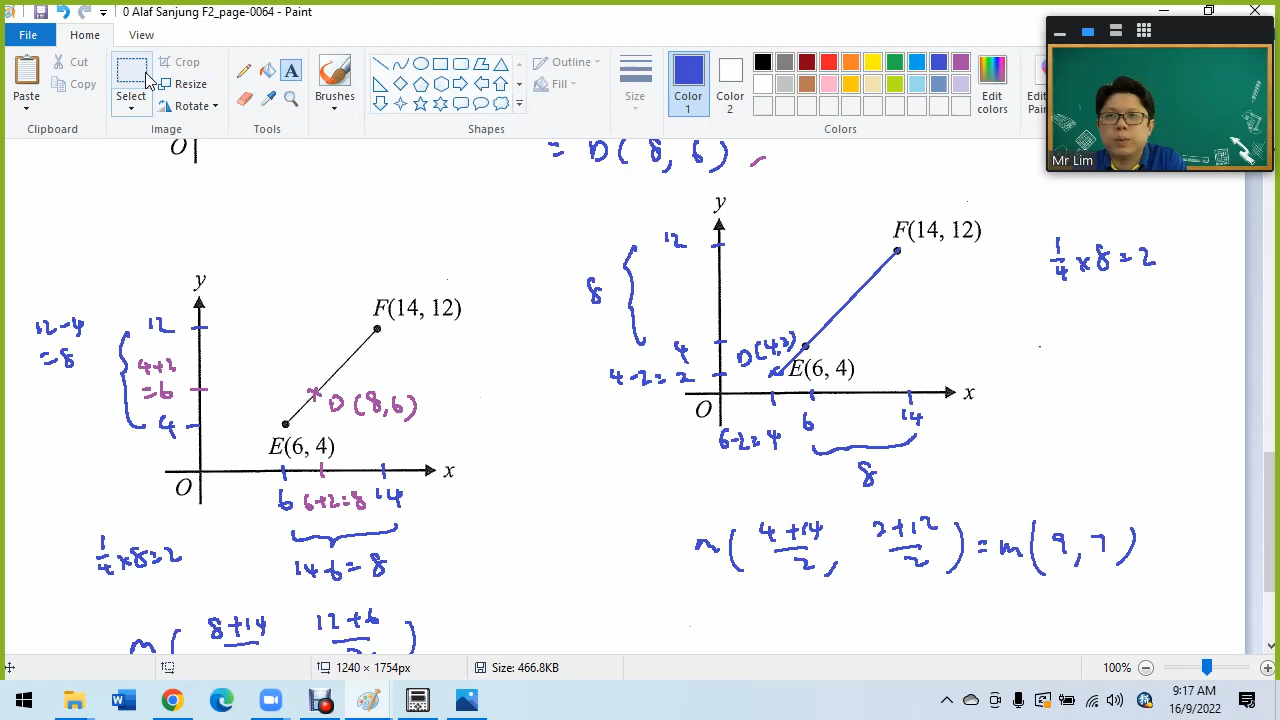 0 Alaf Sanjung F2_page-0064 - Paint
File Home View
Paste Cut Copy
Select Crop Resize Rotate
Brushes
Outline
Fill
Size
Color 1
Color 2
Edit colors
Clipboard Image Tools Shapes Colors
Mr Lim
O
= D ( 8, 6 )
y
12
F(14, 12)
8
4
D(4,2)
E(6, 4)
4-2=2
O
x
6-2=4
6
14
8
1/4 × 8 = 2
m ( 4+14/2, 2+12/2 ) = m ( 9, 7 )
y
12-4
=8
12
F(14, 12)
4+2
=6
D (8,6)
4
E(6, 4)
O
x
6 6+2=8 14
1/4 × 8 = 2
14-6=8
m ( 8+14 12+6 )
1240 × 1754px
Size: 466.8KB
100%
9:17 AM
16/9/2022